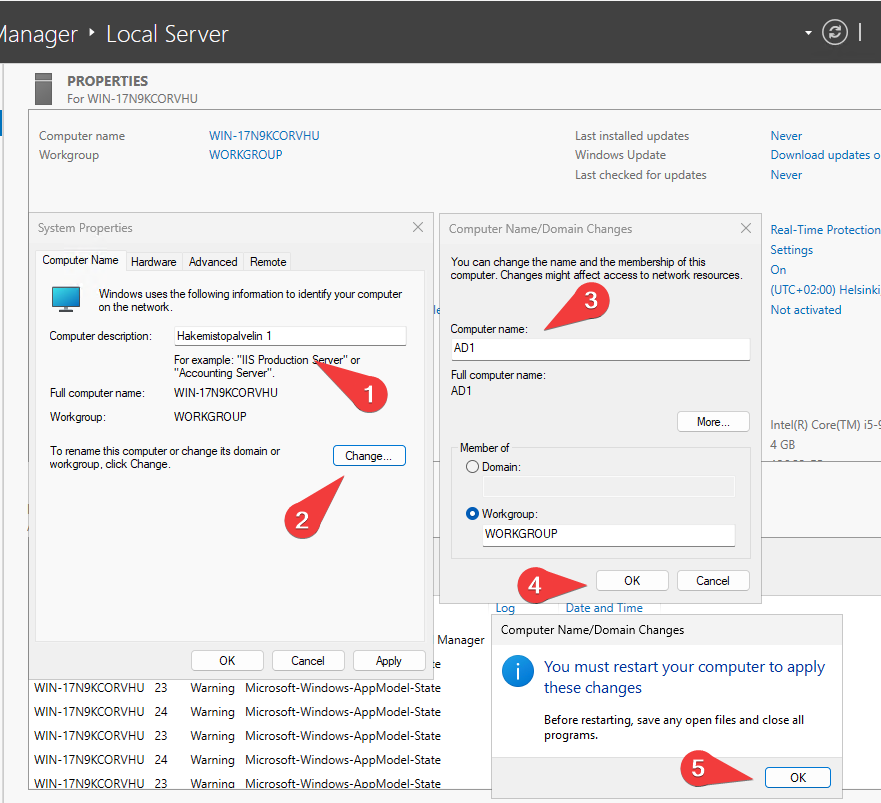 Manager ‣ Local Server
PROPERTIES
For WIN-17N9KCORVHU
Computer name WIN-17N9KCORVHU
Workgroup WORKGROUP
Last installed updates Never
Windows Update Download updates
Last checked for updates Never
Real-Time Protection
Settings
On
(UTC+02:00) Helsinki,
Not activated
Intel(R) Core(TM)
4 GB
System Properties
Computer Name Hardware Advanced Remote
Windows uses the following information to identify your computer
on the network.
Computer description: Hakemistopalvelin 1
For example: "IIS Production Server" or
"Accounting Server".
1
Full computer name: WIN-17N9KCORVHU
Workgroup: WORKGROUP
To rename this computer or change its domain or
workgroup, click Change.
Change...
2
OK Cancel Apply
Computer Name/Domain Changes
You can change the name and the membership of this
computer. Changes might affect access to network resources.
3
Computer name:
AD1
Full computer name:
AD1
More...
Member of
Domain:
Workgroup:
WORKGROUP
4
OK Cancel
Log Date and Time
Manager
WIN-17N9KCORVHU 23 Warning Microsoft-Windows-AppModel-State
WIN-17N9KCORVHU 24 Warning Microsoft-Windows-AppModel-State
WIN-17N9KCORVHU 23 Warning Microsoft-Windows-AppModel-State
WIN-17N9KCORVHU 24 Warning Microsoft-Windows-AppModel-State
WIN-17N9KCORVHU 23 Warning Microsoft-Windows-AppModel-State
Computer Name/Domain Changes
You must restart your computer to apply
these changes
Before restarting, save any open files and close all
programs.
5
OK